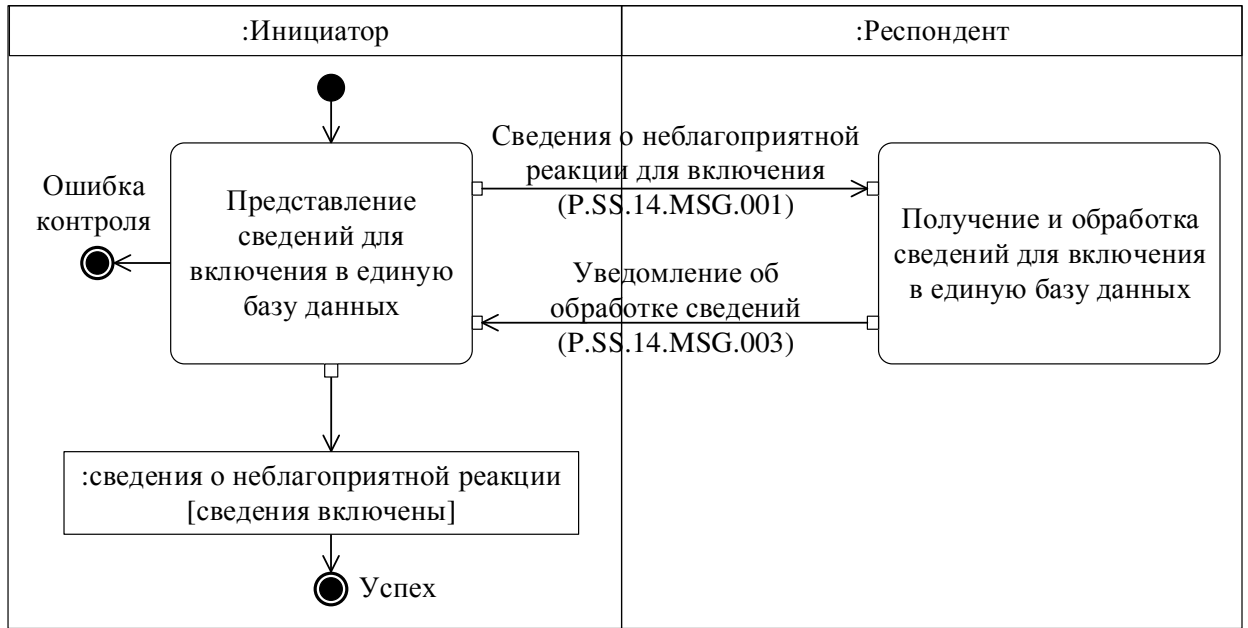 :Инициатор
:Респондент
Сведения о неблагоприятной
реакции для включения
(P.SS.14.MSG.001)
Ошибка
контроля
Представление
сведений для
включения в единую
базу данных
Получение и обработка
сведений для включения
в единую базу данных
Уведомление об
обработке сведений
(P.SS.14.MSG.003)
:сведения о неблагоприятной реакции
[сведения включены]
Успех